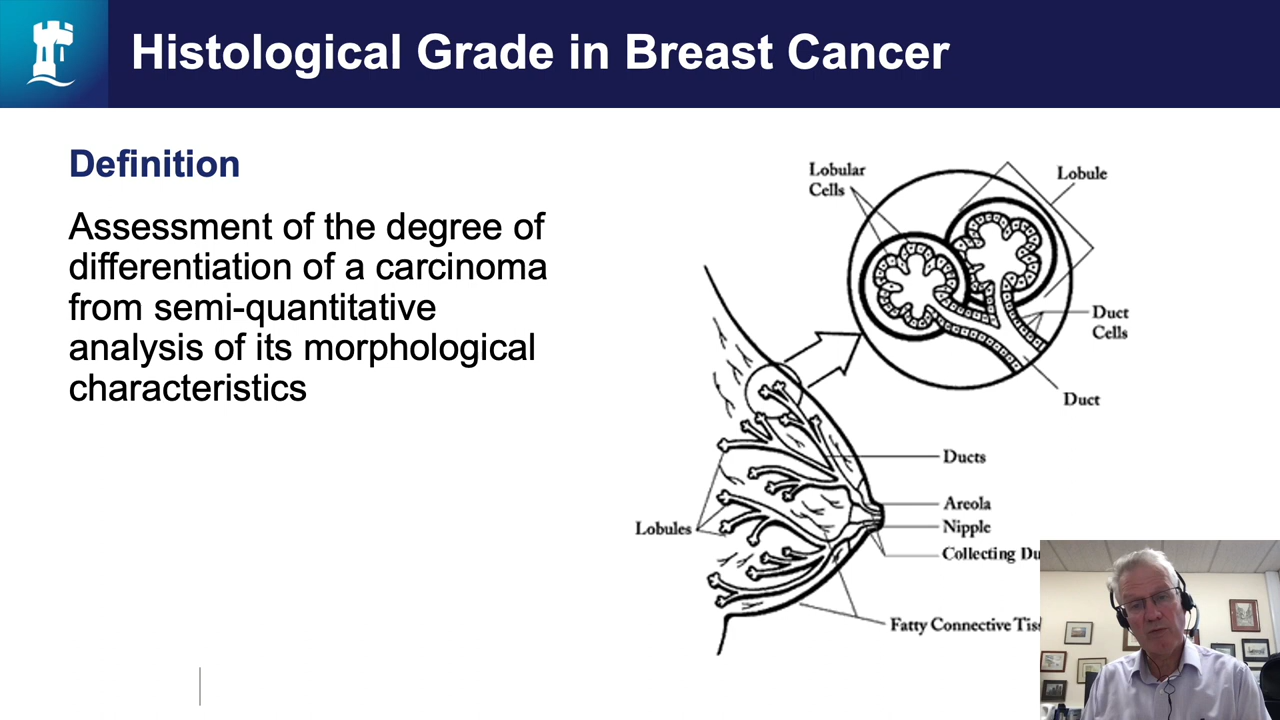 Histological Grade in Breast Cancer
Definition
Assessment of the degree of
differentiation of a carcinoma
from semi-quantitative
analysis of its morphological
characteristics
Lobular
Cells
Lobule
Duct
Cells
Duct
Ducts
Areola
Nipple
Lobules
Collecting Du
Fatty Connective Tis